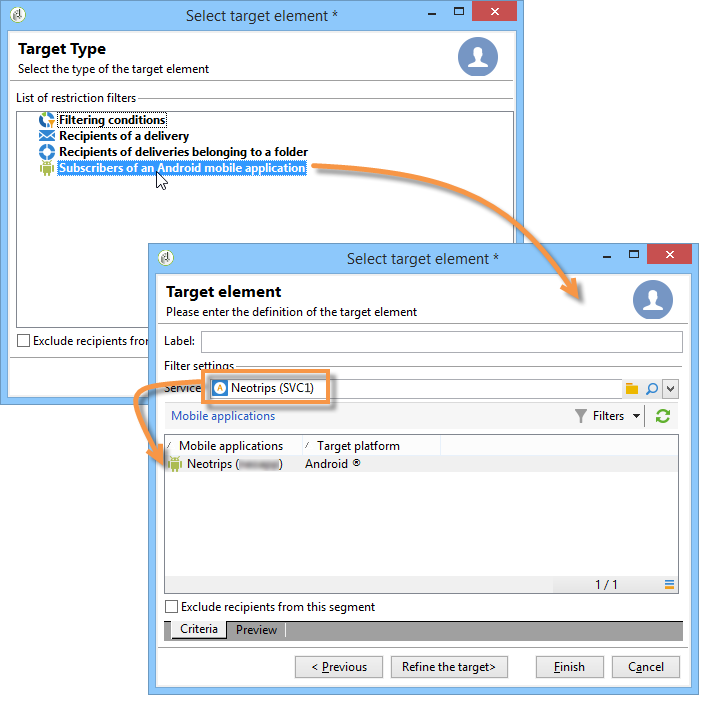 Select target element *
Target Type
Select the type of the target element
List of restriction filters
Filtering conditions
Recipients of a delivery
Recipients of deliveries belonging to a folder
Subscribers of an Android mobile application
Exclude recipients from
Select target element *
Target element
Please enter the definition of the target element
Label:
Filter settings
Service
Neotrips (SVC1)
Mobile applications
Filters
Mobile applications
Target platform
Neotrips ( )
Android ®
1 / 1
Exclude recipients from this segment
Criteria
Preview
< Previous
Refine the target>
Finish
Cancel